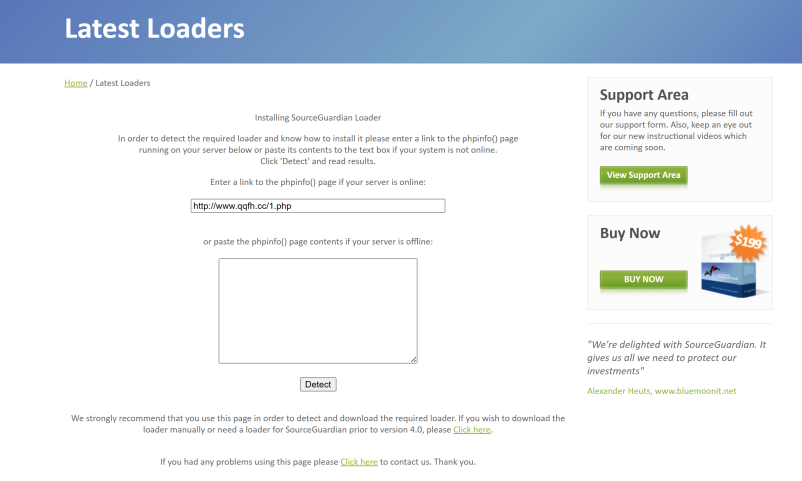 Latest Loaders
Home / Latest Loaders
Installing SourceGuardian Loader
In order to detect the required loader and know how to install it please enter a link to the phpinfo() page
running on your server below or paste its contents to the text box if your system is not online.
Click 'Detect' and read results.
Enter a link to the phpinfo() page if your server is online:
http://www.qqfh.cc/1.php
or paste the phpinfo() page contents if your server is offline:
Detect
We strongly recommend that you use this page in order to detect and download the required loader. If you wish to download the
loader manually or need a loader for SourceGuardian prior to version 4.0, please Click here.
If you had any problems using this page please Click here to contact us. Thank you.
Support Area
If you have any questions, please fill out
our support form. Also, keep an eye out
for our new instructional videos which
are coming soon.
View Support Area
Buy Now
$199
BUY NOW
"We're delighted with SourceGuardian. It
gives us all we need to protect our
investments"
Alexander Heuts, www.bluemoonit.net